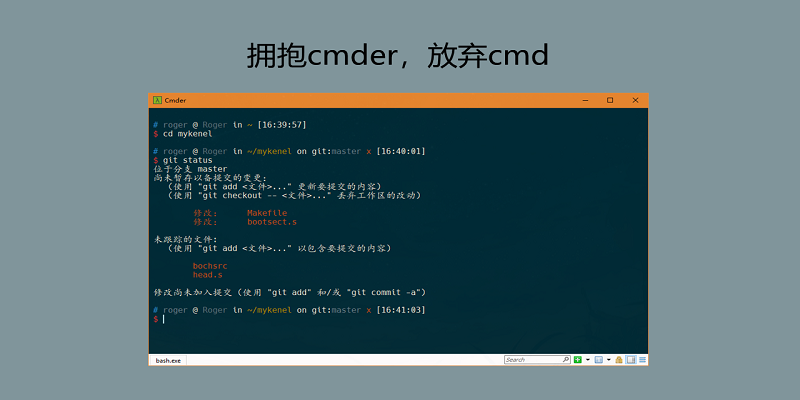 拥抱cmder，放弃cmd
Cmder
# roger @ Roger in ~ [16:39:57]
$ cd mykenel
# roger @ Roger in ~/mykenel on git:master x [16:40:01]
$ git status
位于分支 master
尚未暂存以备提交的变更:
（使用 "git add <文件>..." 更新要提交的内容）
（使用 "git checkout -- <文件>..." 丢弃工作区的改动）
修改: Makefile
修改: bootsect.s
未跟踪的文件:
（使用 "git add <文件>..." 以包含要提交的内容）
bochsrc
head.s
修改尚未加入提交（使用 "git add" 和/或 "git commit -a"）
# roger @ Roger in ~/mykenel on git:master x [16:41:03]
$
bash.exe
Search